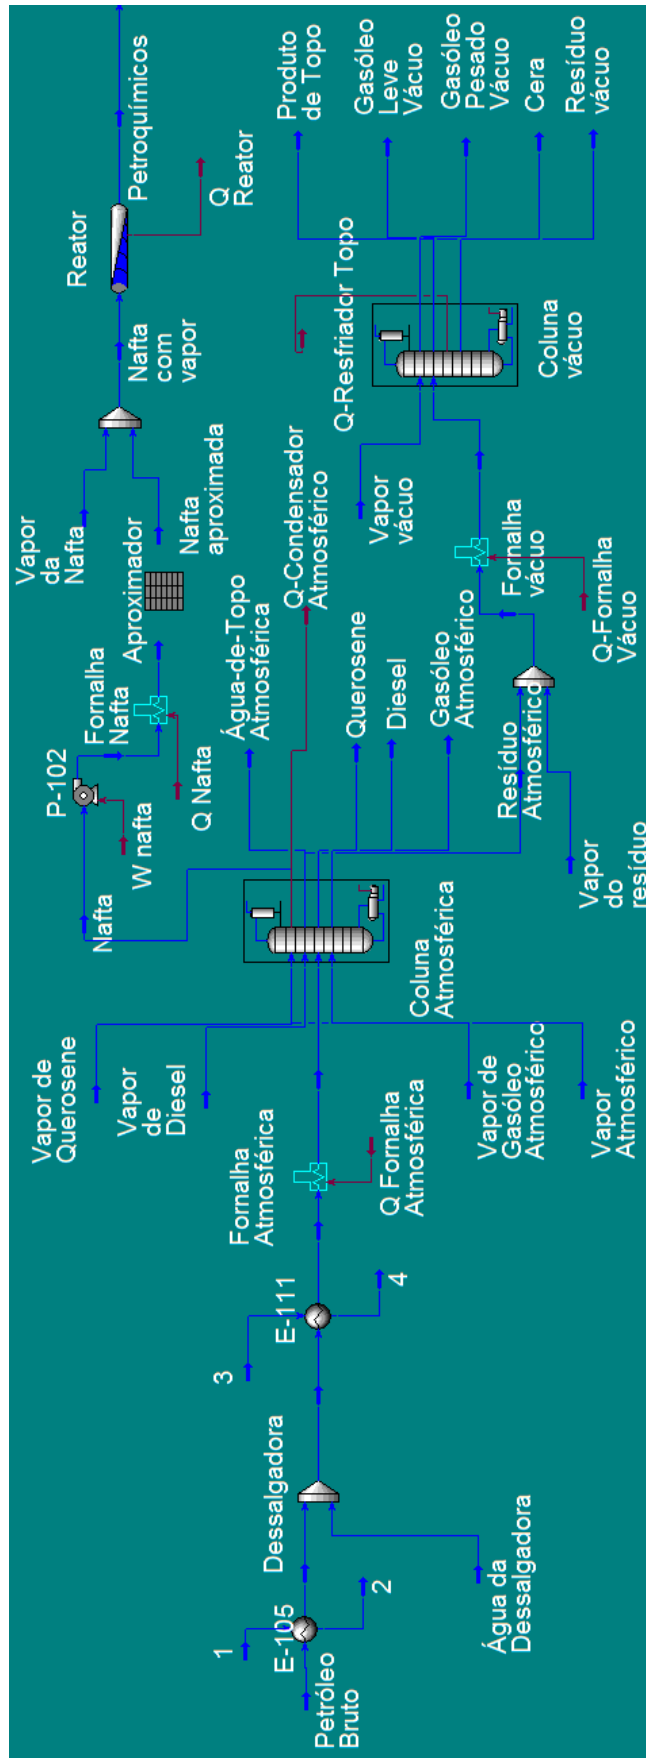 Petróleo
Bruto
1
E-105
2
Dessalgadora
Água da
Dessalgadora
3
E-111
4
Fornalha
Atmosférica
Q Fornalha
Atmosférica
Vapor de
Querosene
Vapor
de
Diesel
Vapor de
Gasóleo
Atmosférico
Vapor
Atmosférico
Coluna
Atmosférica
Nafta
W nafta
P-102
Fornalha
Nafta
Q Nafta
Aproximador
Nafta
aproximada
Vapor
da
Nafta
Nafta
com
vapor
Reator
Q
Reator
Petroquímicos
Água-de-Topo
Atmosférica
Q-Condensador
Atmosférico
Querosene
Diesel
Gasóleo
Atmosférico
Resíduo
Atmosférico
Vapor
do
resíduo
Fornalha
vácuo
Q-Fornalha
Vácuo
Vapor
vácuo
Q-Resfriador Topo
Coluna
vácuo
Produto
de Topo
Gasóleo
Leve
Vácuo
Gasóleo
Pesado
Vácuo
Cera
Resíduo
vácuo